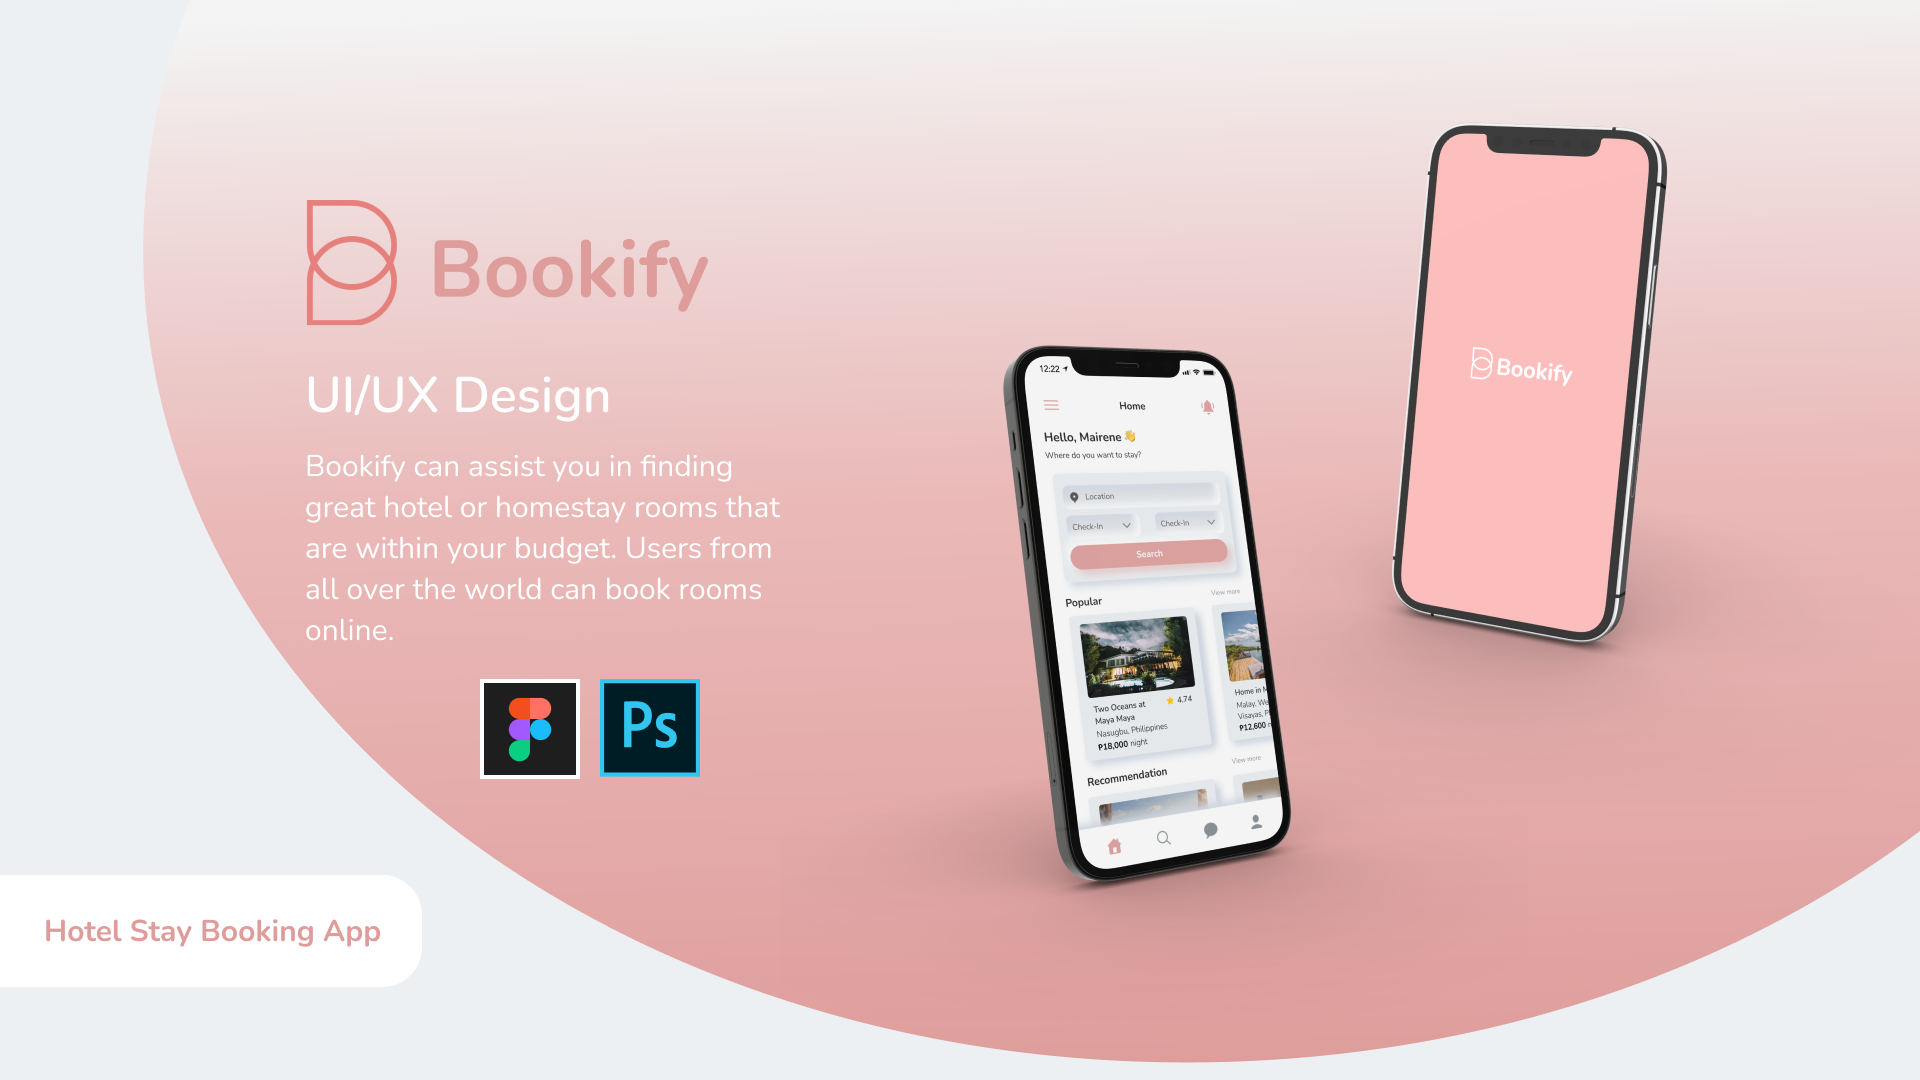 Bookify
UI/UX Design
Bookify can assist you in finding
great hotel or homestay rooms that
are within your budget. Users from
all over the world can book rooms
online.
Ps
Hotel Stay Booking App
12:22
Home
Hello, Mairene 👋
Where do you want to stay?
Location
Check-In
Check-In
Search
Popular
View more
Two Oceans at
Maya Maya
4.74
Nasugbu, Philippines
₱18,000 night
Home in
Malay, We
Visayas, P
₱12,600
Recommendation
View more
Bookify